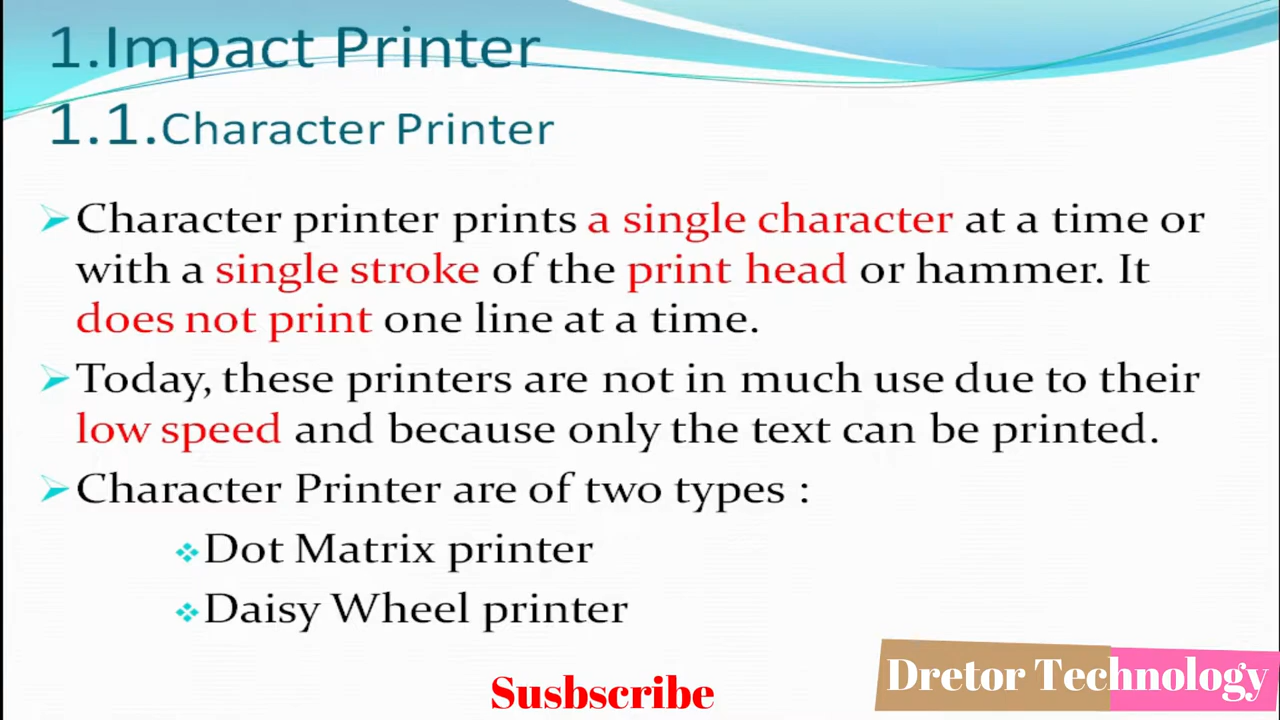 1.Impact Printer
1.1.Character Printer
Character printer prints a single character at a time or
with a single stroke of the print head or hammer. It
does not print one line at a time.
Today, these printers are not in much use due to their
low speed and because only the text can be printed.
Character Printer are of two types :
Dot Matrix printer
Daisy Wheel printer
Susbscribe
Dretor Technology